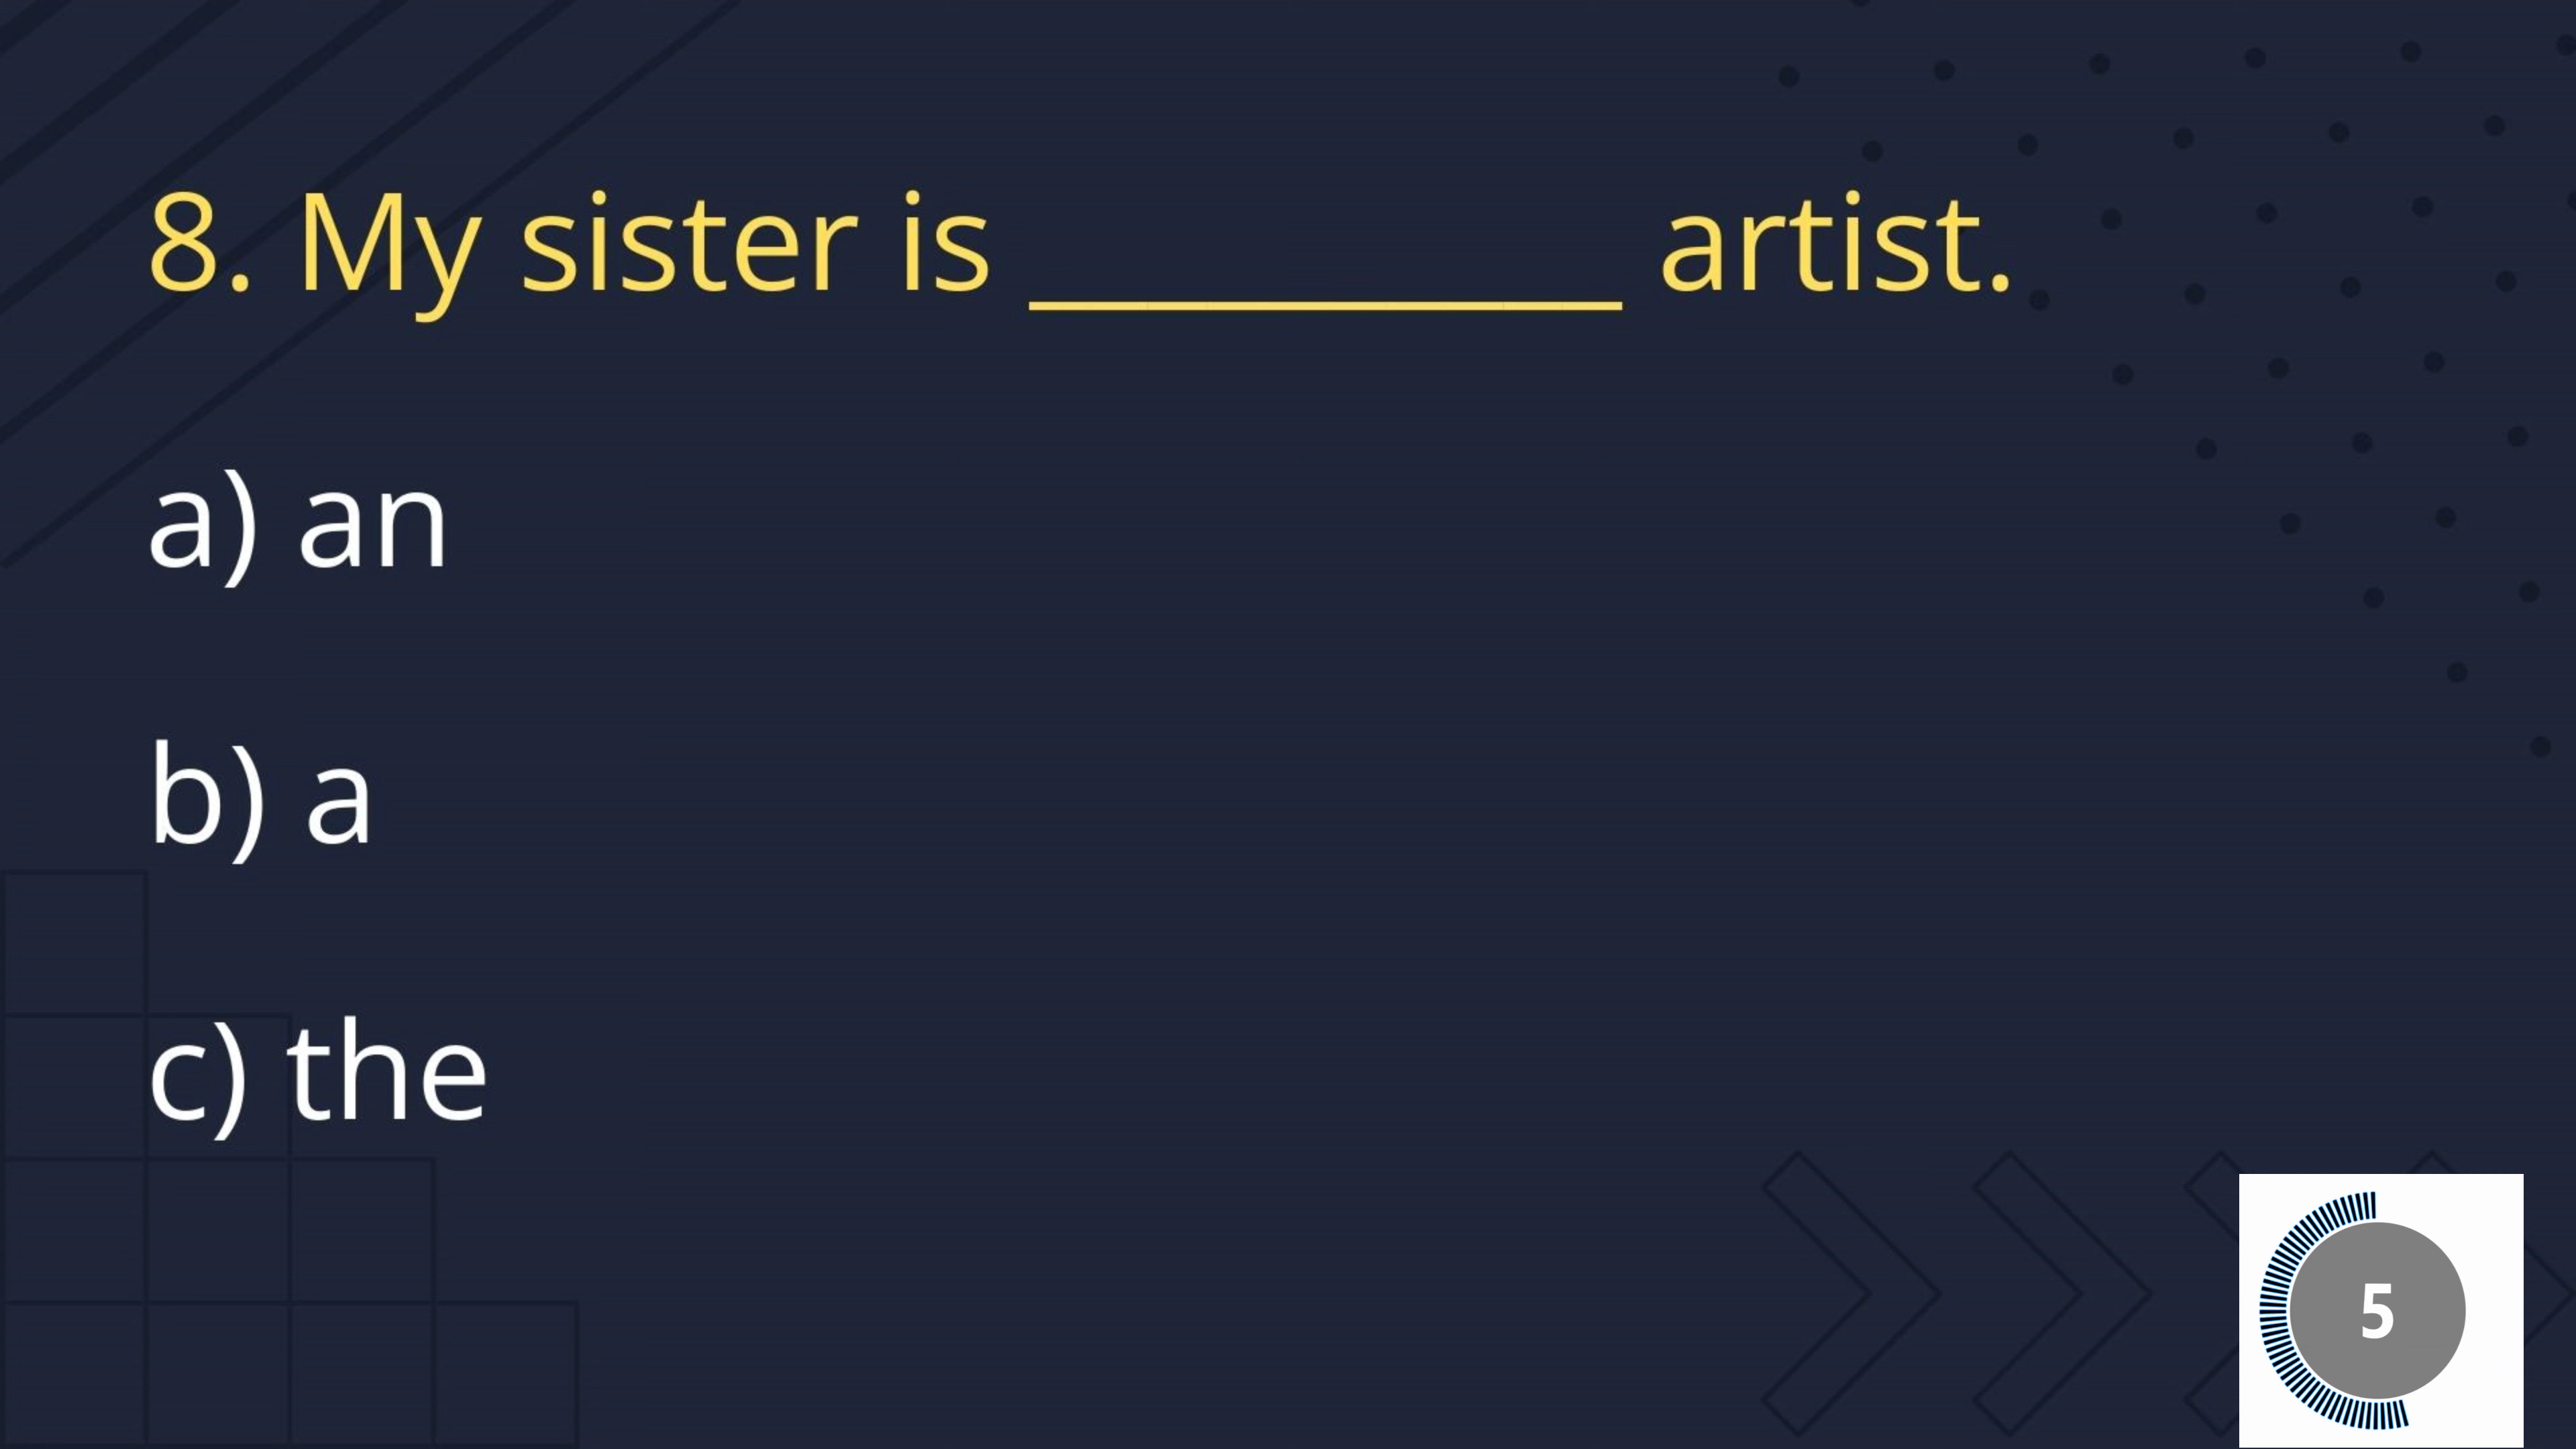 8. My sister is __________ artist.
a) an
b) a
c) the
5